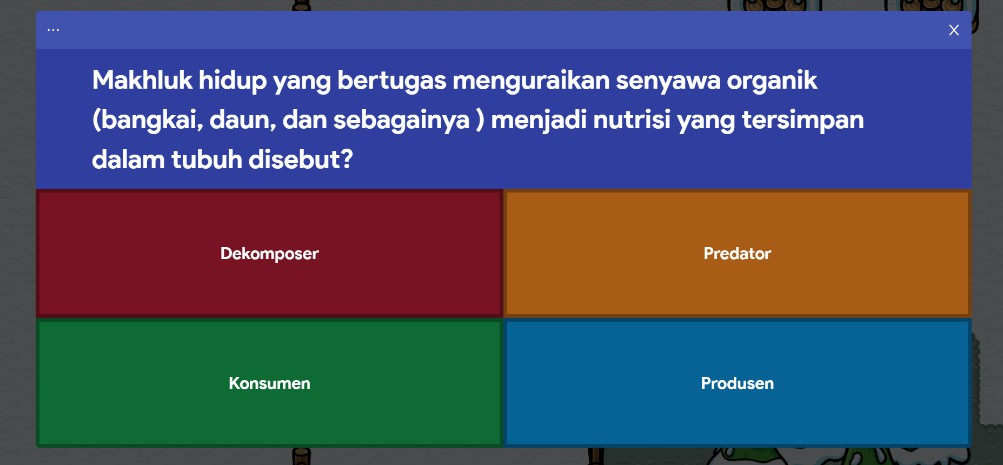 ...
X
Makhluk hidup yang bertugas menguraikan senyawa organik
(bangkai, daun, dan sebagainya ) menjadi nutrisi yang tersimpan
dalam tubuh disebut?
Dekomposer
Predator
Konsumen
Produsen